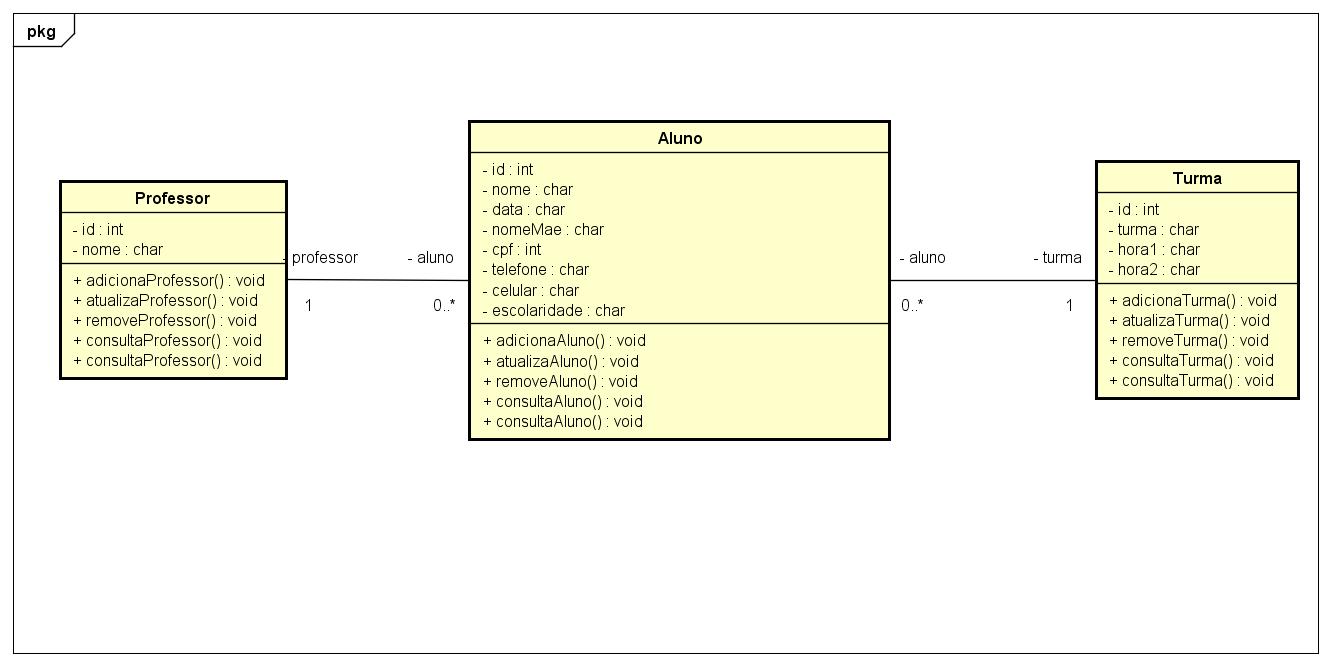 pkg
Professor
- id : int
- nome : char
+ adicionaProfessor() : void
+ atualizaProfessor() : void
+ removeProfessor() : void
+ consultaProfessor() : void
+ consultaProfessor() : void
- professor
1
- aluno
0..*
Aluno
- id : int
- nome : char
- data : char
- nomeMae : char
- cpf : int
- telefone : char
- celular : char
- escolaridade : char
+ adicionaAluno() : void
+ atualizaAluno() : void
+ removeAluno() : void
+ consultaAluno() : void
+ consultaAluno() : void
- aluno
0..*
- turma
1
Turma
- id : int
- turma : char
- hora1 : char
- hora2 : char
+ adicionaTurma() : void
+ atualizaTurma() : void
+ removeTurma() : void
+ consultaTurma() : void
+ consultaTurma() : void